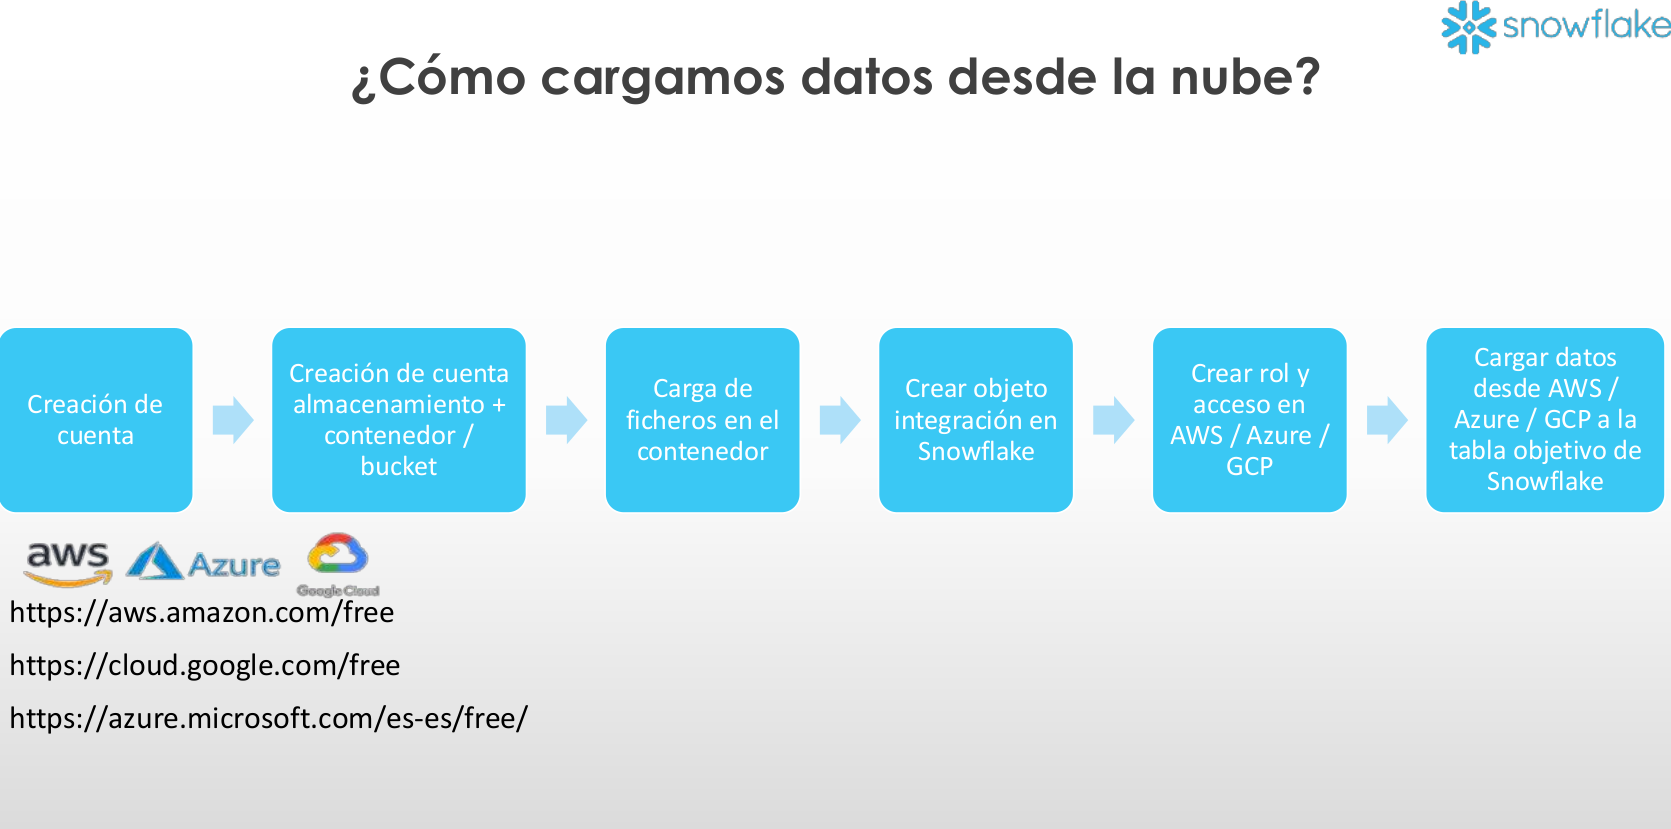 snowflake
¿Cómo cargamos datos desde la nube?
Creación de
cuenta
Creación de cuenta
almacenamiento +
contenedor /
bucket
Carga de
ficheros en el
contenedor
Crear objeto
integración en
Snowflake
Crear rol y
acceso en
AWS / Azure /
GCP
Cargar datos
desde AWS /
Azure / GCP a la
tabla objetivo de
Snowflake
aws
Azure
Google Cloud
https://aws.amazon.com/free
https://cloud.google.com/free
https://azure.microsoft.com/es-es/free/